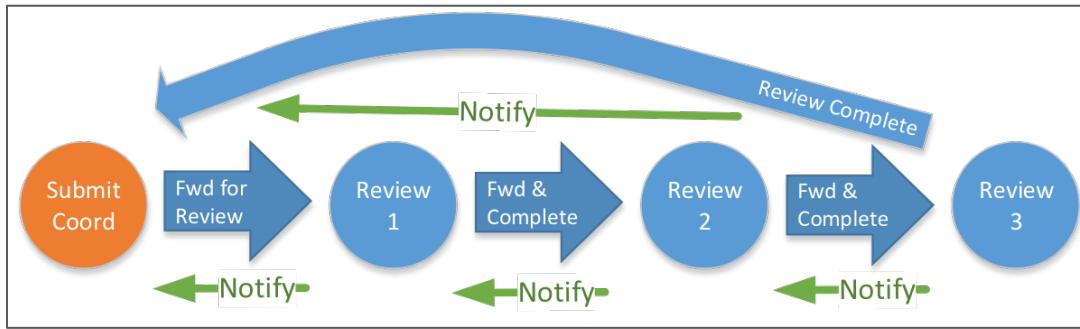 Review Complete
Notify
Submit
Coord
Fwd for
Review
Review
1
Fwd &
Complete
Review
2
Fwd &
Complete
Review
3
Notify
Notify
Notify